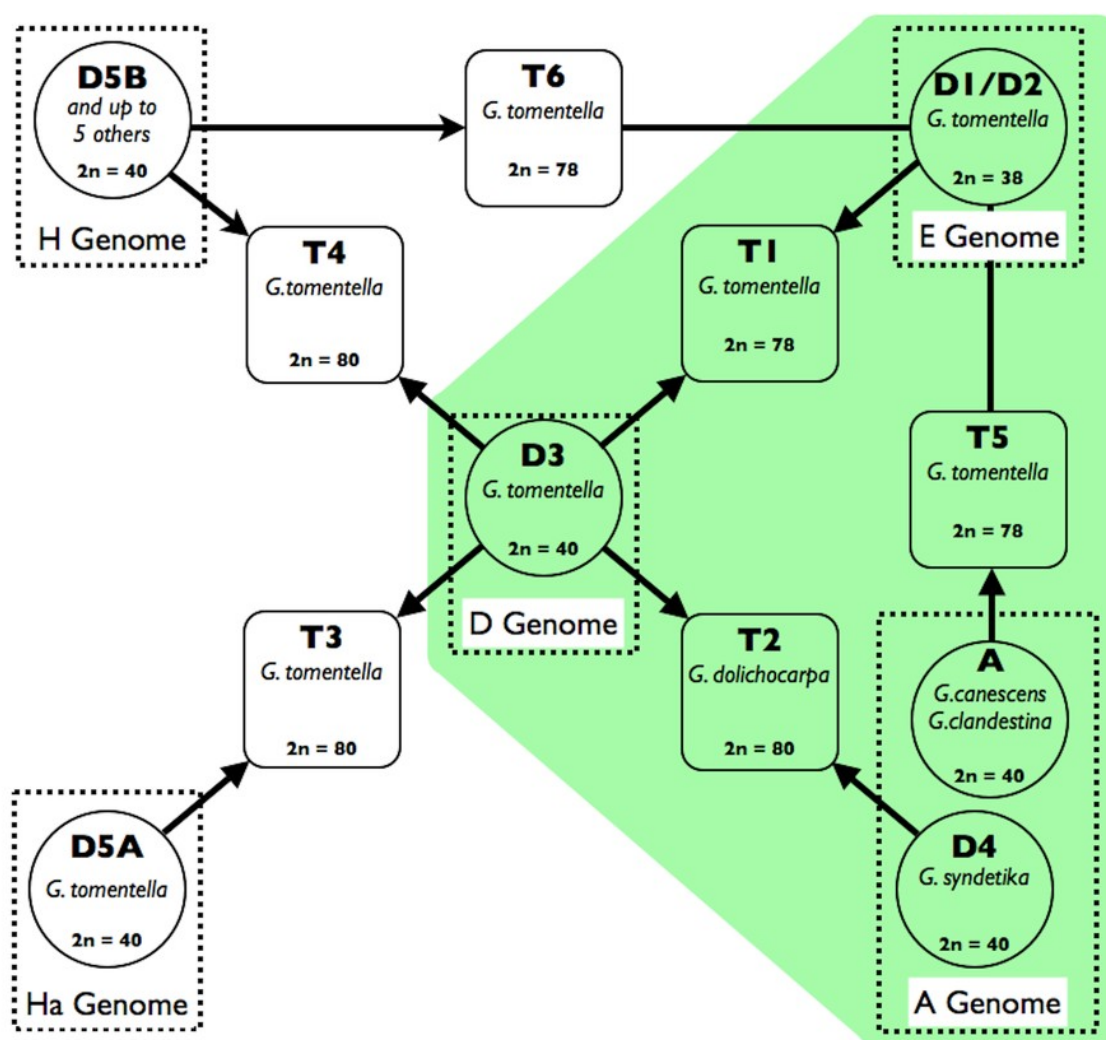 D5B
and up to
5 others
2n = 40
H Genome
T6
G. tomentella
2n = 78
D1/D2
G. tomentella
2n = 38
E Genome
T4
G.tomentella
2n = 80
T1
G. tomentella
2n = 78
D3
G. tomentella
2n = 40
D Genome
T5
G. tomentella
2n = 78
T3
G. tomentella
2n = 80
T2
G. dolichocarpa
2n = 80
A
G.canescens
G.clandestina
2n = 40
D5A
G. tomentella
2n = 40
Ha Genome
D4
G. syndetika
2n = 40
A Genome